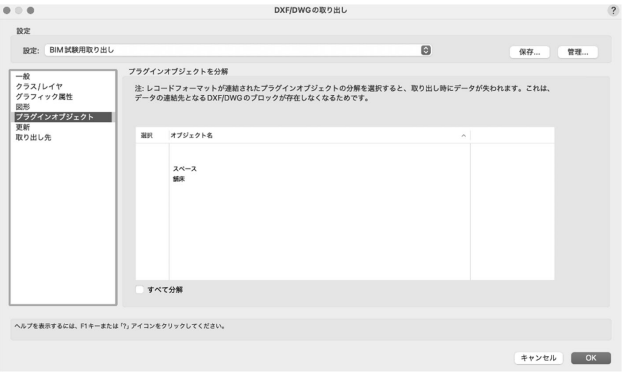 DXF/DWGの取り出し
?
設定
設定: BIM試験用取り出し
保存...
管理...
一般
クラス/レイヤ
グラフィック属性
図形
プラグインオブジェクト
更新
取り出し先
プラグインオブジェクトを分解
注: レコードフォーマットが連結されたプラグインオブジェクトの分解を選択すると、取り出し時にデータが失われます。これは、
データの連結先となるDXF/DWGのブロックが存在しなくなるためです。
選択 オブジェクト名
スペース
すべて分解
ヘルプを表示するには、F1キーまたは「?」アイコンをクリックしてください。
キャンセル
OK